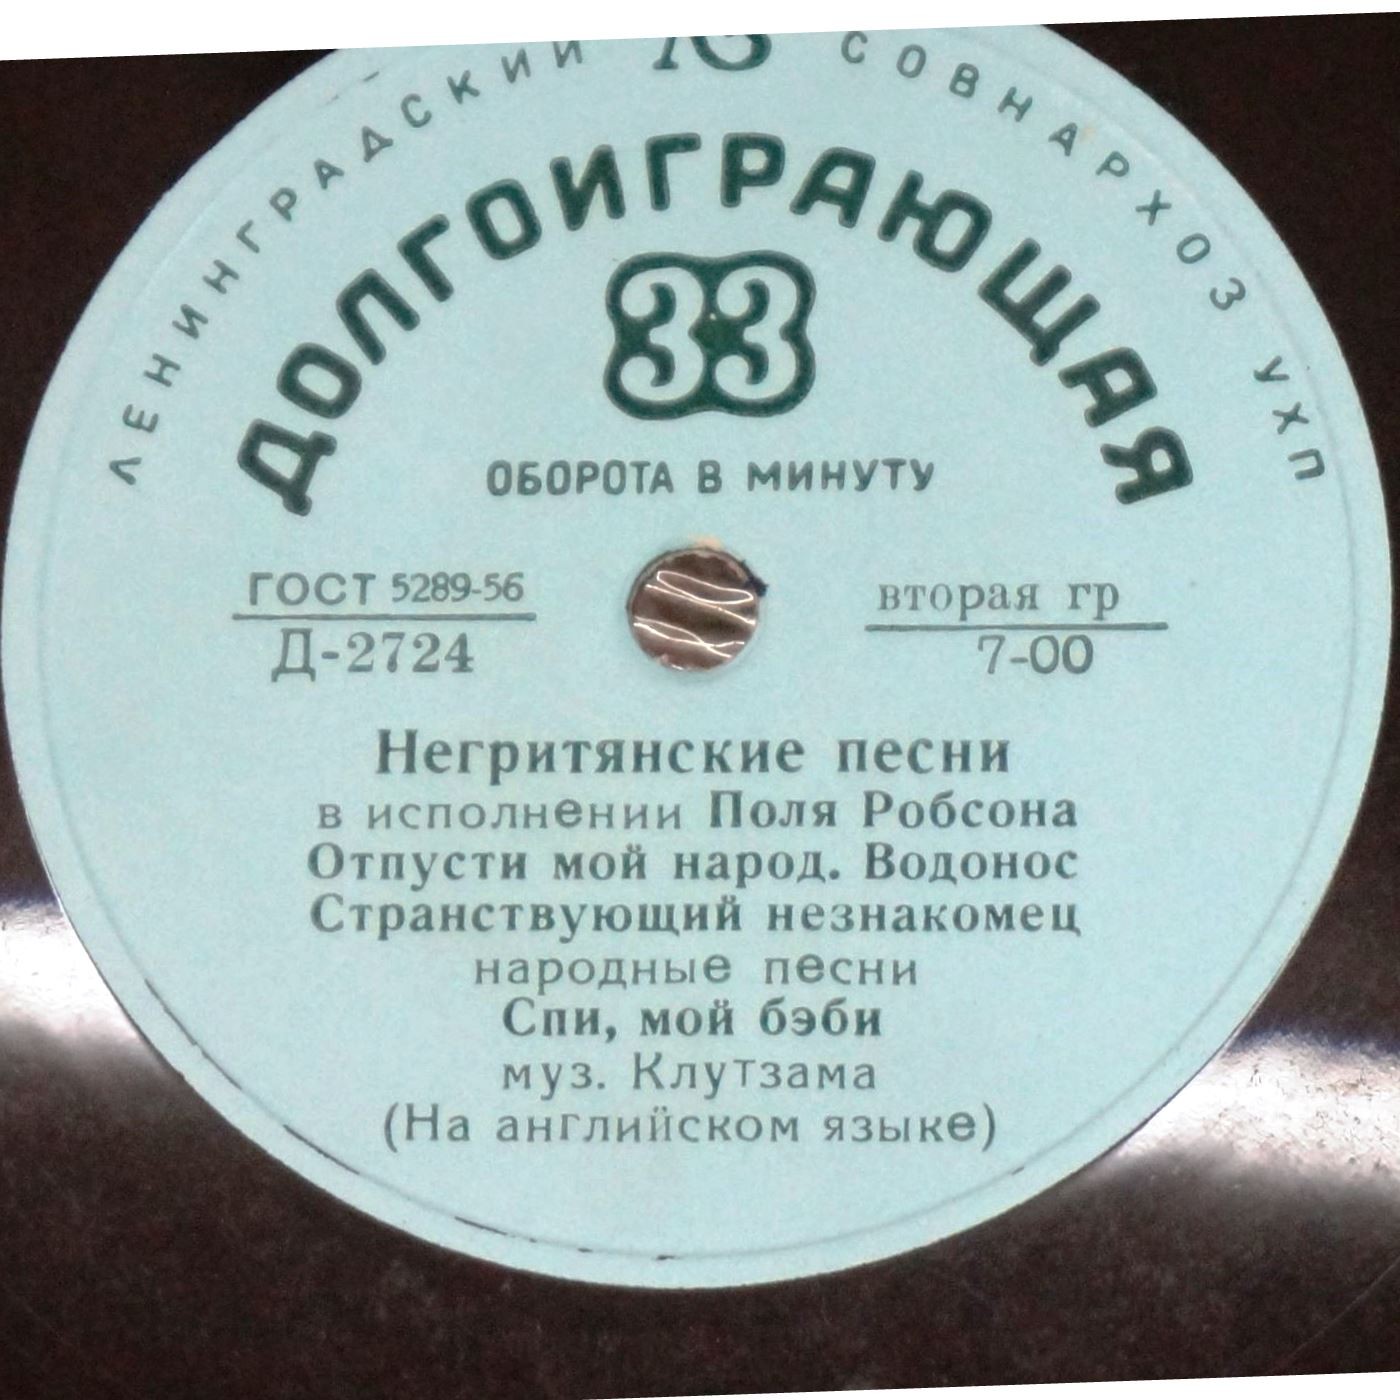 ЛЕНИНГРАДСКИЙ СОВНАРХОЗ УХП
ДОЛГОИГРАЮЩАЯ
33
ОБОРОТА В МИНУТУ
ГОСТ 5289-56
Д-2724
вторая гр
7-00
Негритянские песни
в исполнении Поля Робсона
Отпусти мой народ. Водонос
Странствующий незнакомец
народные песни
Спи, мой бэби
муз. Клутзама
(На английском языке)